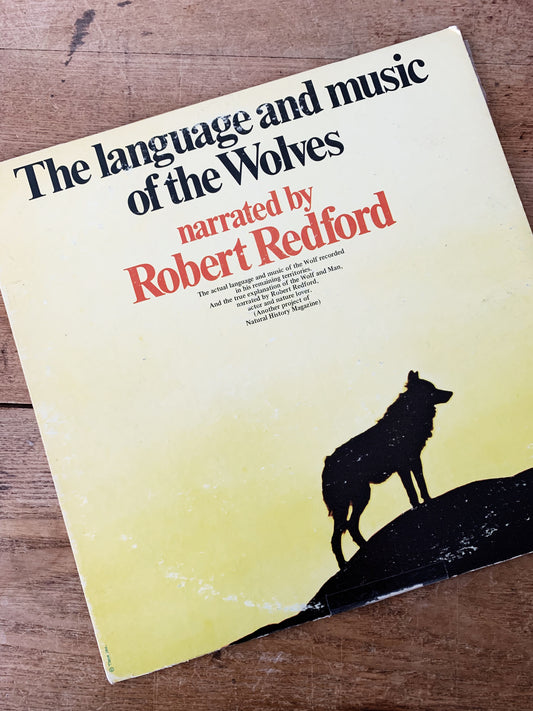 The language and music
of the Wolves
narrated by
Robert Redford
The actual language and music of the Wolf recorded
in his remaining territories.
And the true explanation of the Wolf and Man,
narrated by Robert Redford,
actor and nature lover.
(Another project of
Natural History Magazine)